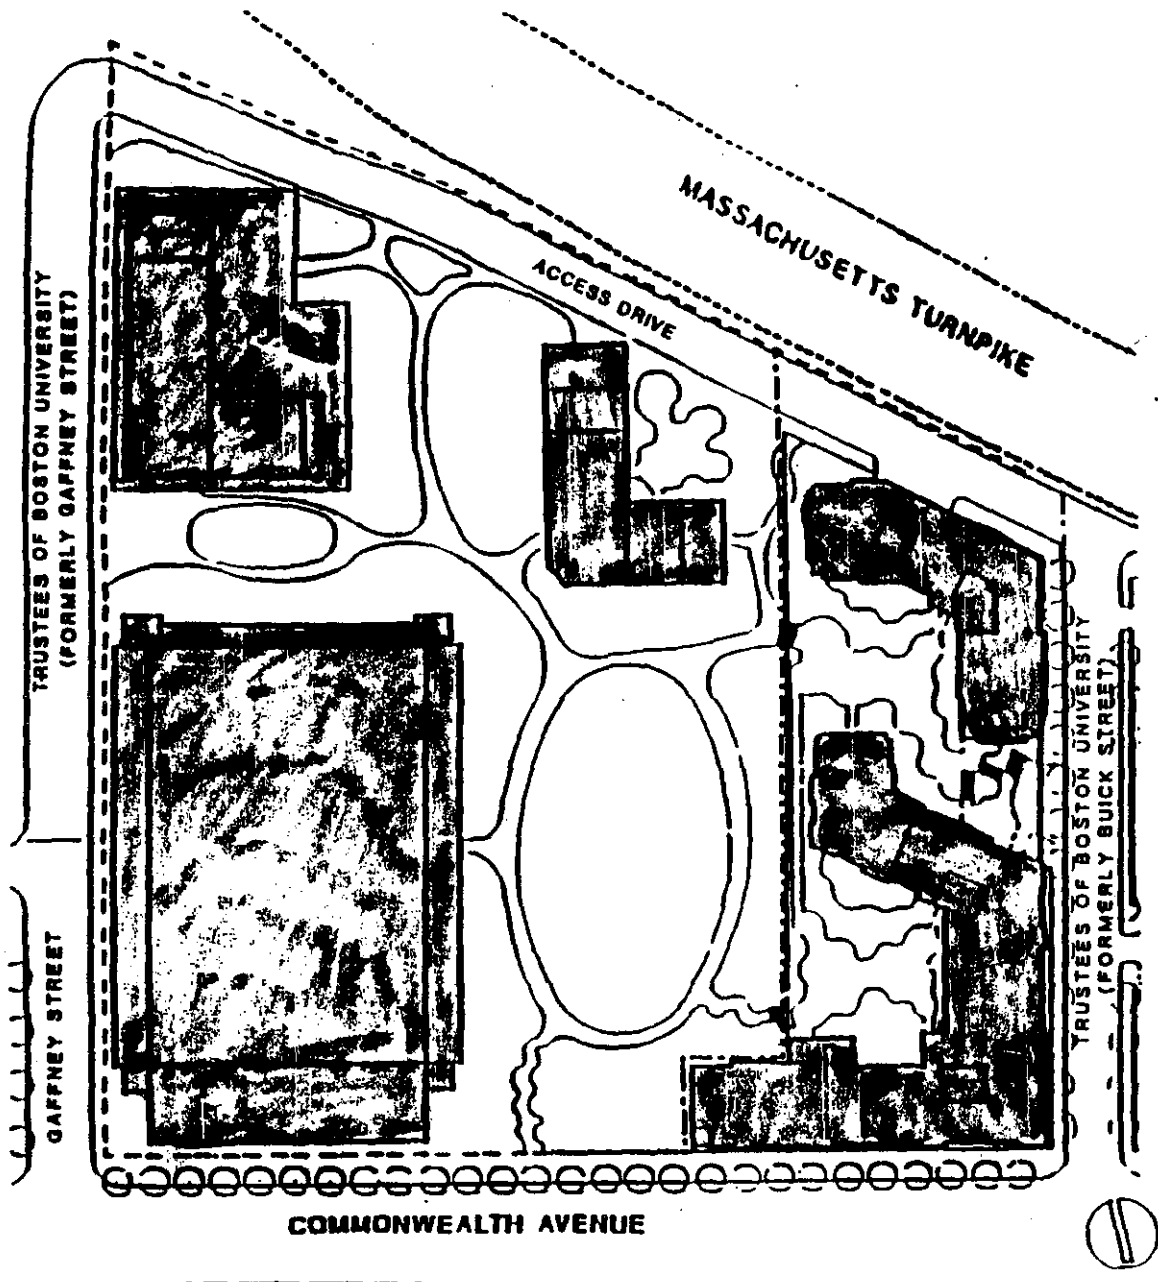 MASSACHUSETTS TURNPIKE
ACCESS DRIVE
TRUSTEES OF BOSTON UNIVERSITY
(FORMERLY GAFFNEY STREET)
TRUSTEES OF BOSTON UNIVERSITY
(FORMERLY BUICK STREET)
GAFFNEY STREET
COMMONWEALTH AVENUE